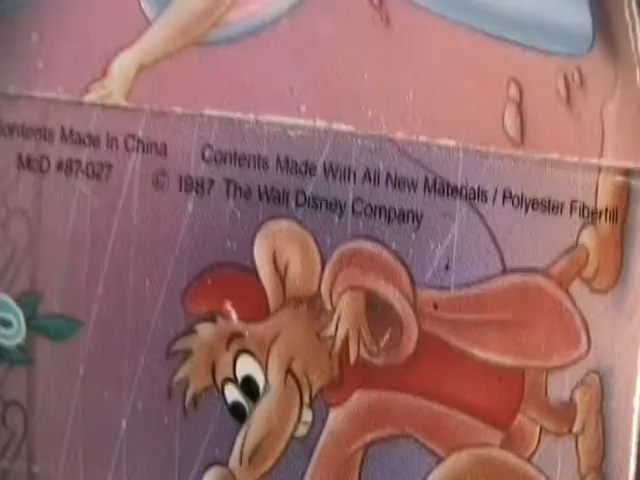 Contents Made In China
McD #87-027
Contents Made With All New Materials / Polyester Fiberfill
© 1987 The Walt Disney Company